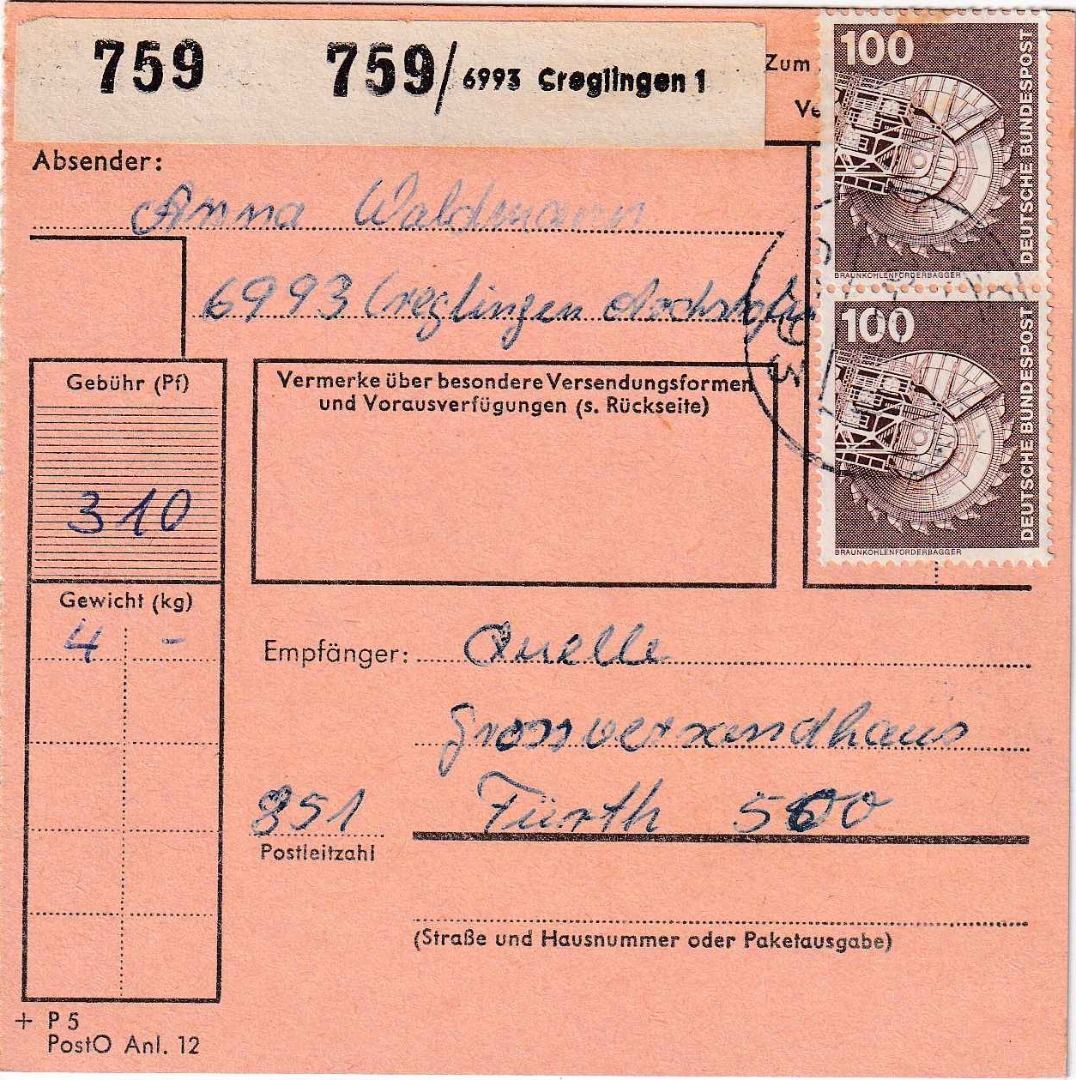 759 759/6993 Creglingen 1
Zum
Absender:
Anna Waldmann
6993 Creglingen
100
DEUTSCHE BUNDESPOST
BRAUNKOHLENFÖRDERBAGGER
100
DEUTSCHE BUNDESPOST
BRAUNKOHLENFÖRDERBAGGER
Gebühr (Pf)
310
Vermerke über besondere Versendungsformen
und Vorausverfügungen (s. Rückseite)
Gewicht (kg)
4 -
Empfänger: Quelle
Grossversandhaus
851 Fürth 500
Postleitzahl
(Straße und Hausnummer oder Paketausgabe)
+ P 5
PostO Anl. 12